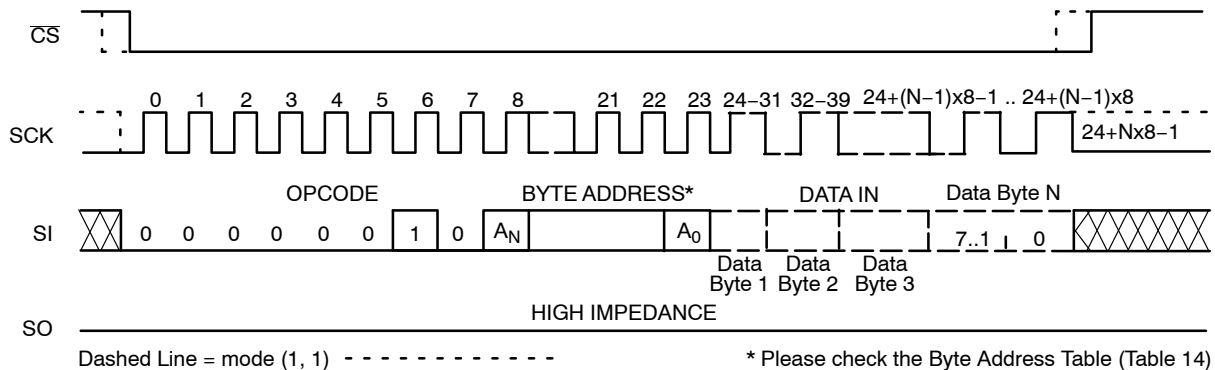 CS
0 1 2 3 4 5 6 7 8 21 22 23 24–31 32–39 24+(N–1)x8–1 .. 24+(N–1)x8
SCK
24+Nx8–1
OPCODE BYTE ADDRESS* DATA IN Data Byte N
SI 0 0 0 0 0 0 1 0 AN A0 7..1 0
Data Byte 1
Data Byte 2
Data Byte 3
HIGH IMPEDANCE
SO
Dashed Line = mode (1, 1) * Please check the Byte Address Table (Table 14)